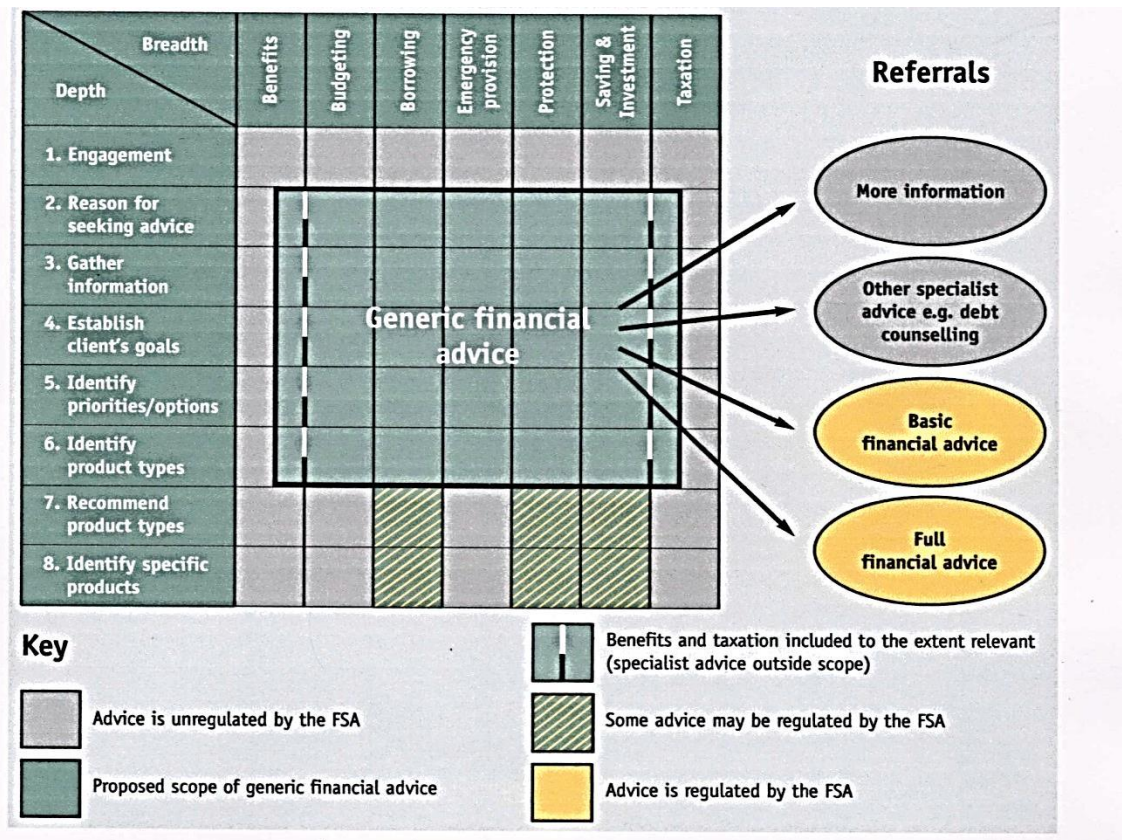 Breadth
Depth
Benefits
Budgeting
Borrowing
Emergency
provision
Protection
Saving &
Investment
Taxation
Referrals
1. Engagement
2. Reason for
seeking advice
3. Gather
information
4. Establish
client's goals
5. Identify
priorities/options
6. Identify
product types
7. Recommend
product types
8. Identify specific
products
Generic financial
advice
More information
Other specialist
advice e.g. debt
counselling
Basic
financial advice
Full
financial advice
Key
Advice is unregulated by the FSA
Proposed scope of generic financial advice
Benefits and taxation included to the extent relevant
(specialist advice outside scope)
Some advice may be regulated by the FSA
Advice is regulated by the FSA